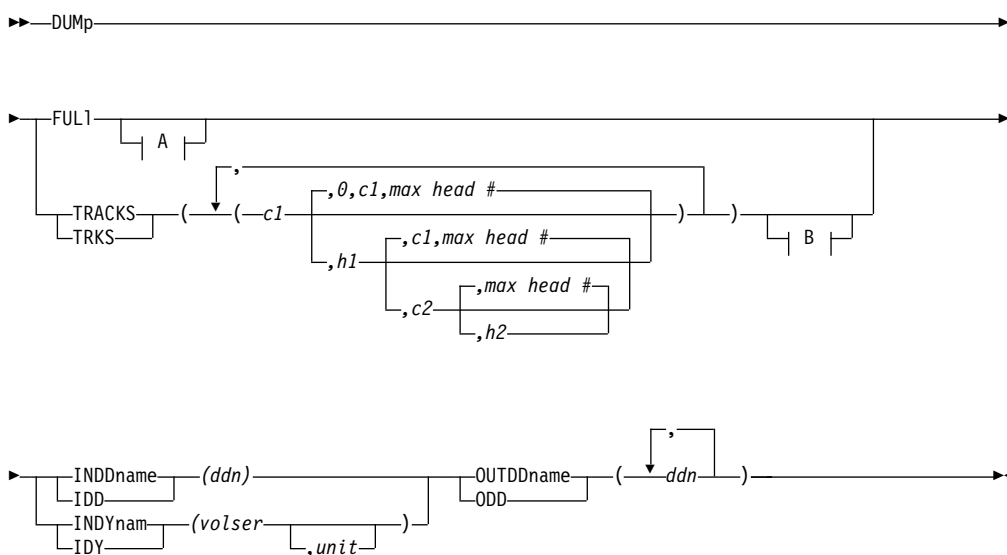 DUMp
FULl
A
,
,0,c1,max head #
TRACKS ( ( c1 ) )
TRKS
B
,c1,max head #
,h1
,max head #
,c2
,h2
,
INDDname (ddn) OUTDDname ( ddn )
IDD ODD
INDYnam (volser )
IDY ,unit